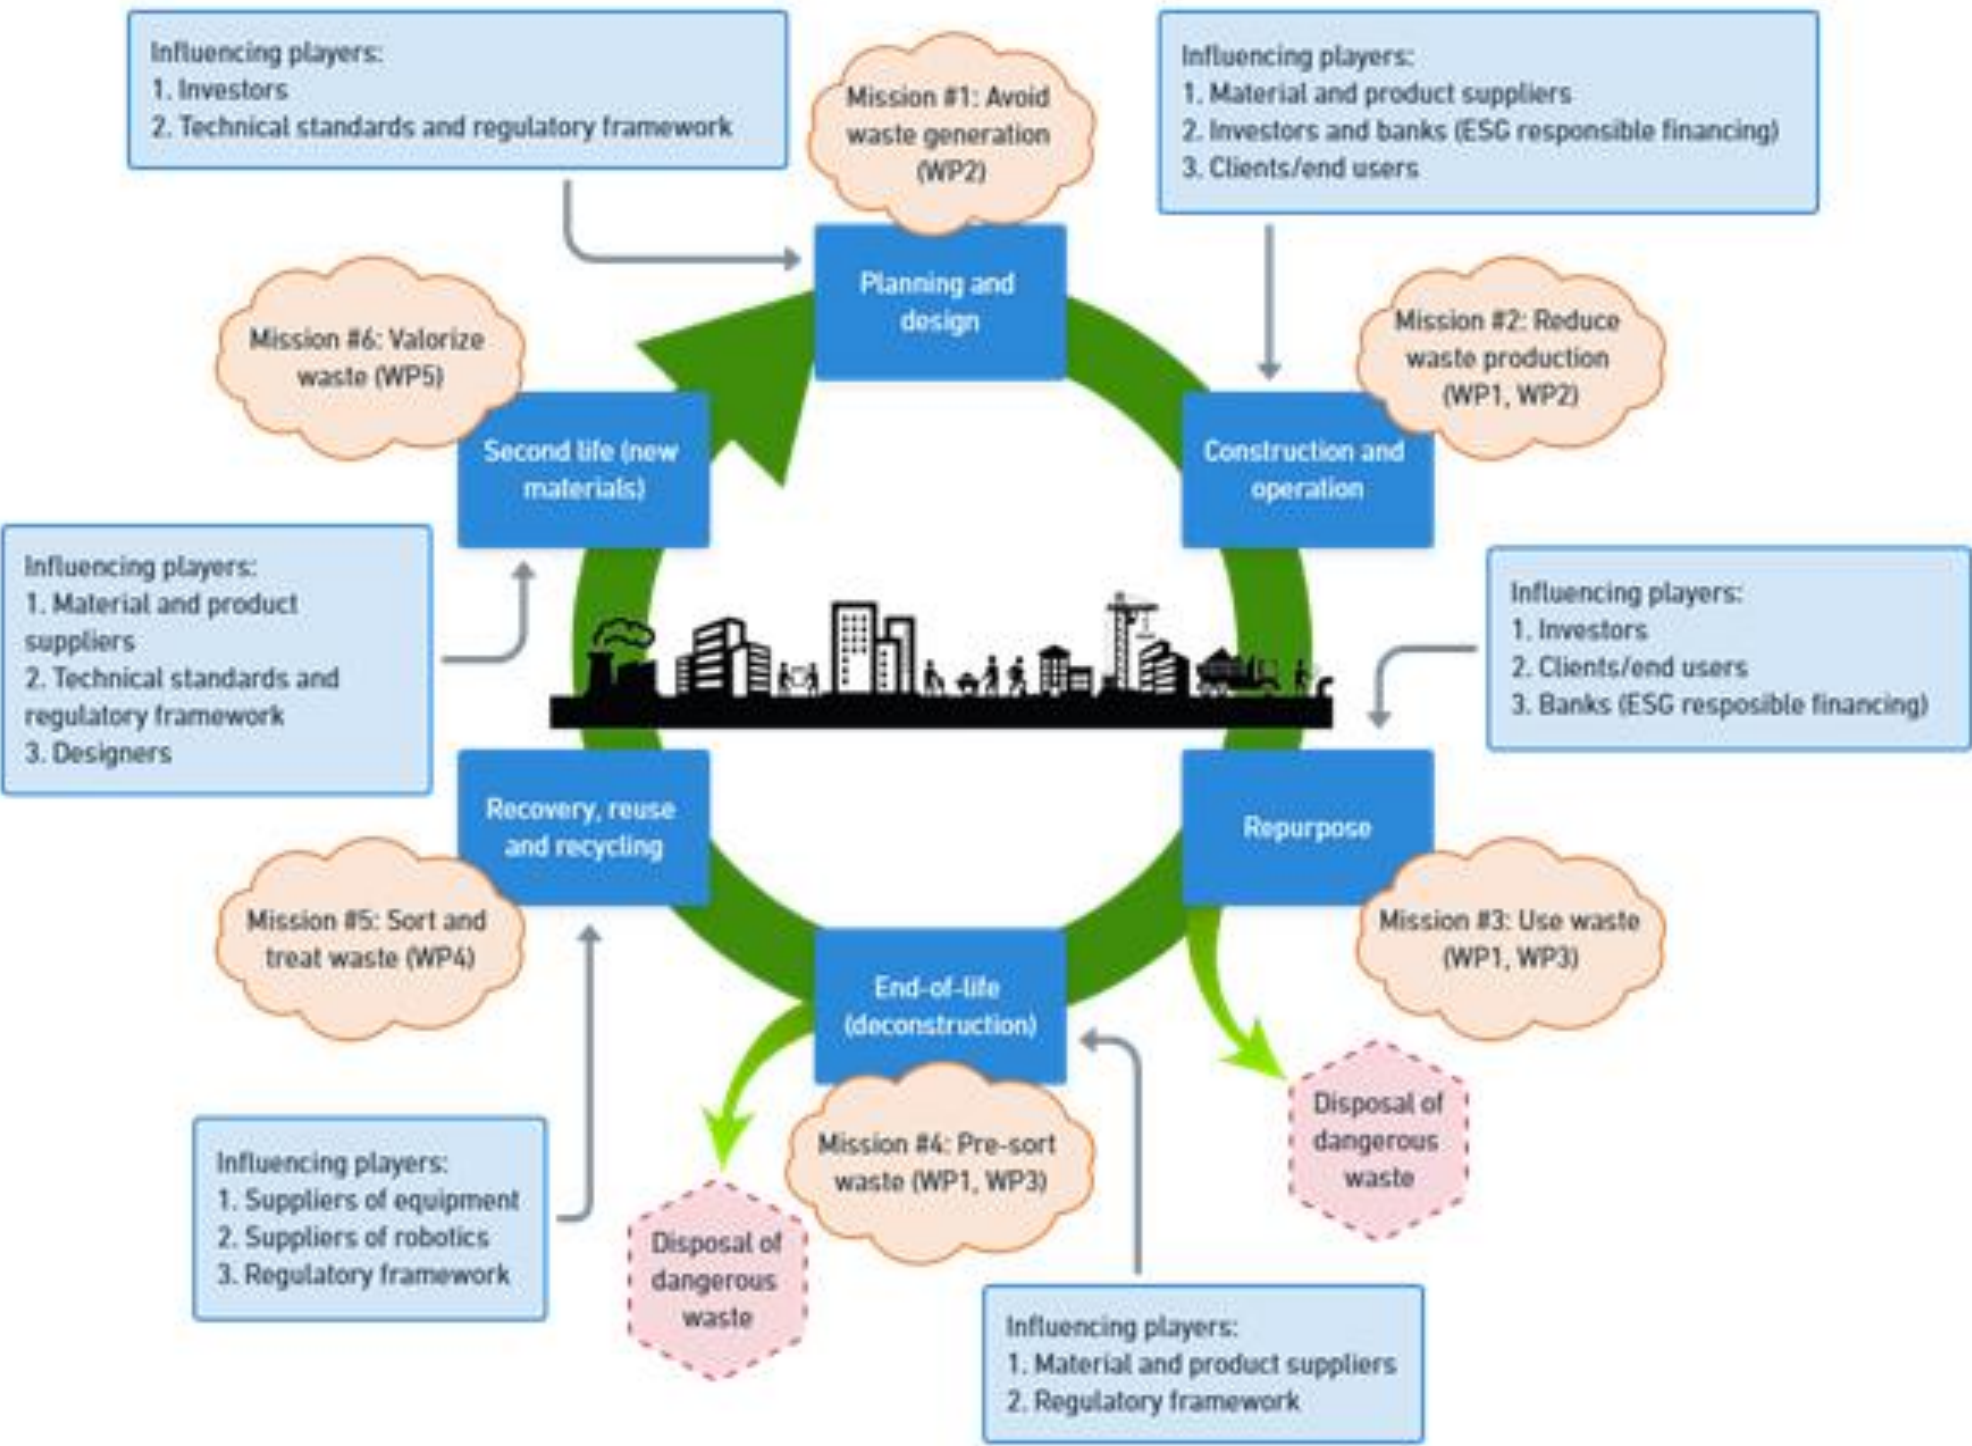 Influencing players:
1. Investors
2. Technical standards and regulatory framework
Mission #1: Avoid
waste generation
(WP2)
Influencing players:
1. Material and product suppliers
2. Investors and banks (ESG responsible financing)
3. Clients/end users
Planning and
design
Mission #2: Reduce
waste production
(WP1, WP2)
Mission #6: Valorize
waste (WP5)
Second life (new
materials)
Construction and
operation
Influencing players:
1. Material and product
suppliers
2. Technical standards and
regulatory framework
3. Designers
Influencing players:
1. Investors
2. Clients/end users
3. Banks (ESG resposible financing)
Recovery, reuse
and recycling
Repurpose
Mission #5: Sort and
treat waste (WP4)
Mission #3: Use waste
(WP1, WP3)
End-of-life
(deconstruction)
Mission #4: Pre-sort
waste (WP1, WP3)
Disposal of
dangerous
waste
Influencing players:
1. Suppliers of equipment
2. Suppliers of robotics
3. Regulatory framework
Disposal of
dangerous
waste
Influencing players:
1. Material and product suppliers
2. Regulatory framework